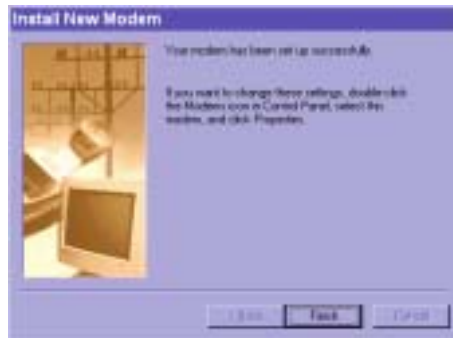 Install New Modem
Your modem has been set up successfully.
If you want to change these settings, double-click
the Modems icon in Control Panel, select this
modem, and click Properties.
< Back Finish Cancel